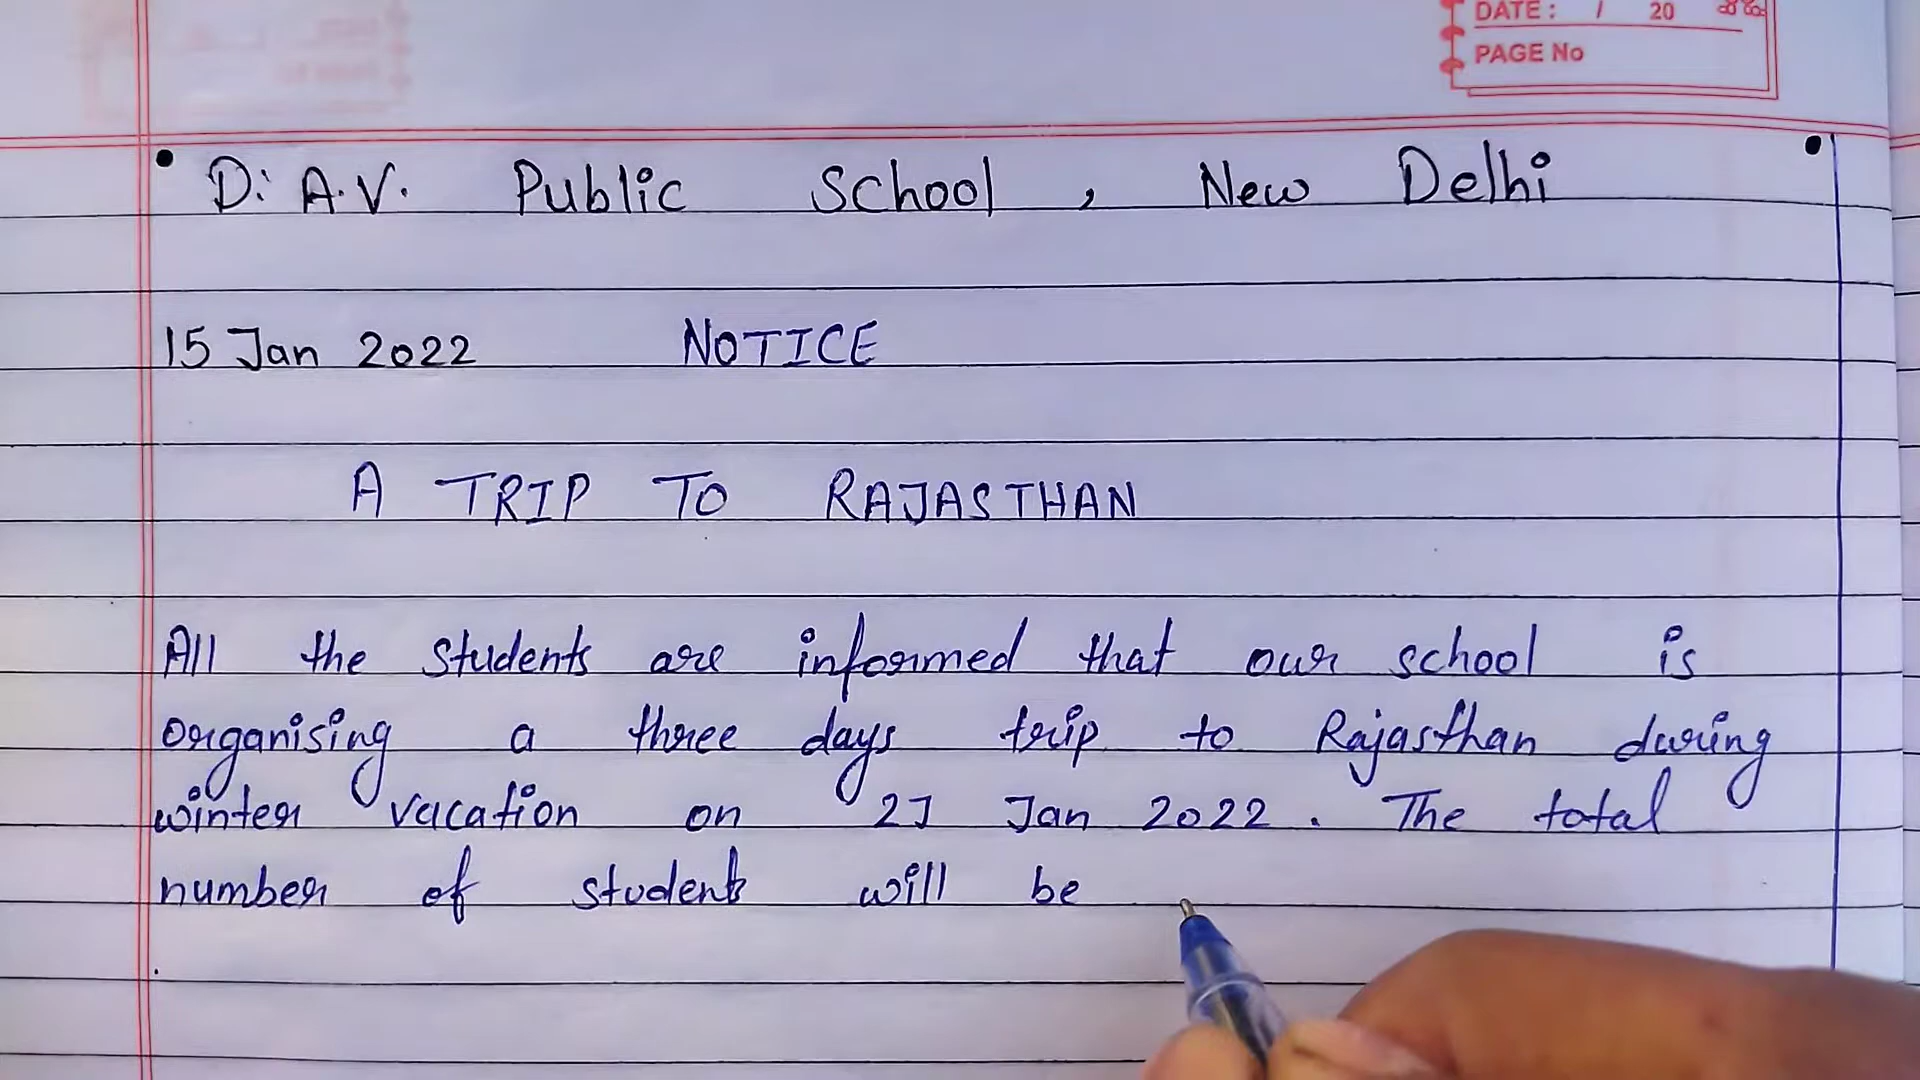 DATE: / 20
PAGE No
D. A.V. Public School, New Delhi
15 Jan 2022 NOTICE
A TRIP TO RAJASTHAN
All the students are informed that our school is
organising a three days trip to Rajasthan during
winter vacation on Jan 2022. The total
number of students will be